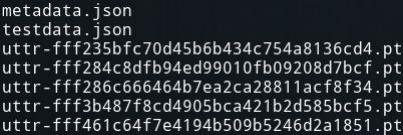 metadata.json
testdata.json
uttr-fff235bfc70d45b6b434c754a8136cd4.pt
uttr-fff284c8dfb94ed99010fb09208d7bcf.pt
uttr-fff286c666464b7ea2ca28811acf8f34.pt
uttr-fff3b487f8cd4905bca421b2d585bcf5.pt
uttr-fff461c64f7e4194b509b5246d2a1851.pt